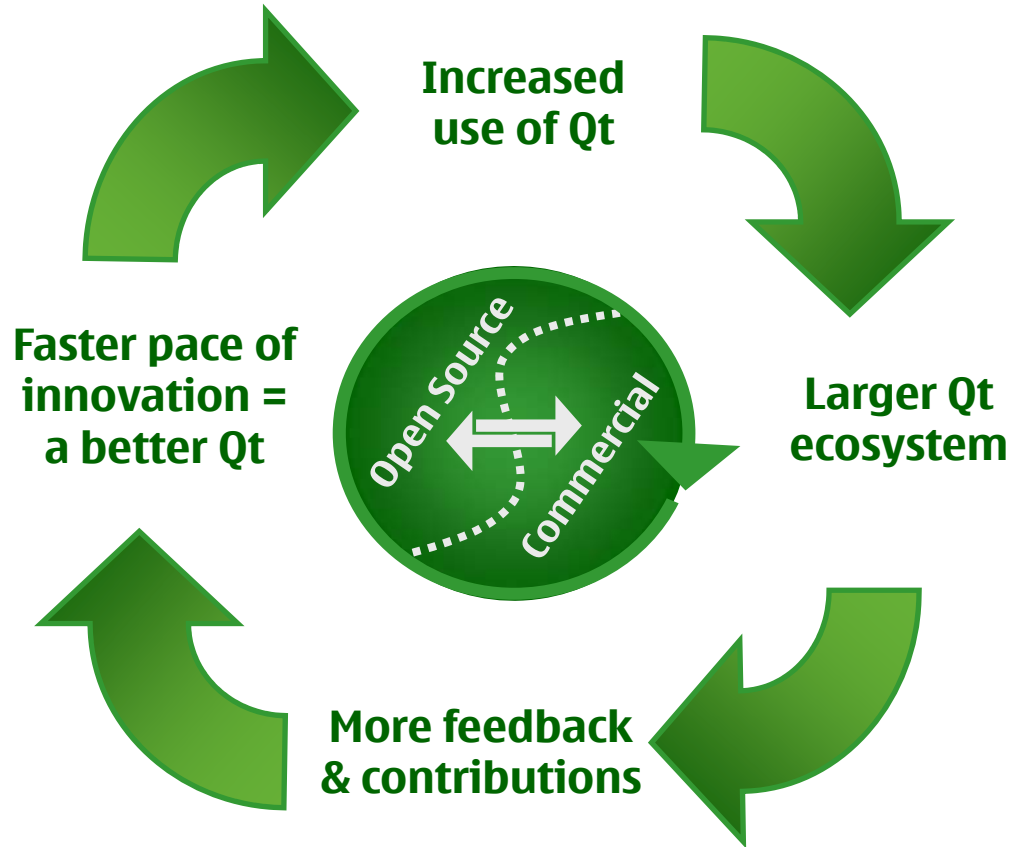 Increased
use of Qt
Faster pace of
innovation =
a better Qt
Open Source
Commercial
Larger Qt
ecosystem
More feedback
& contributions